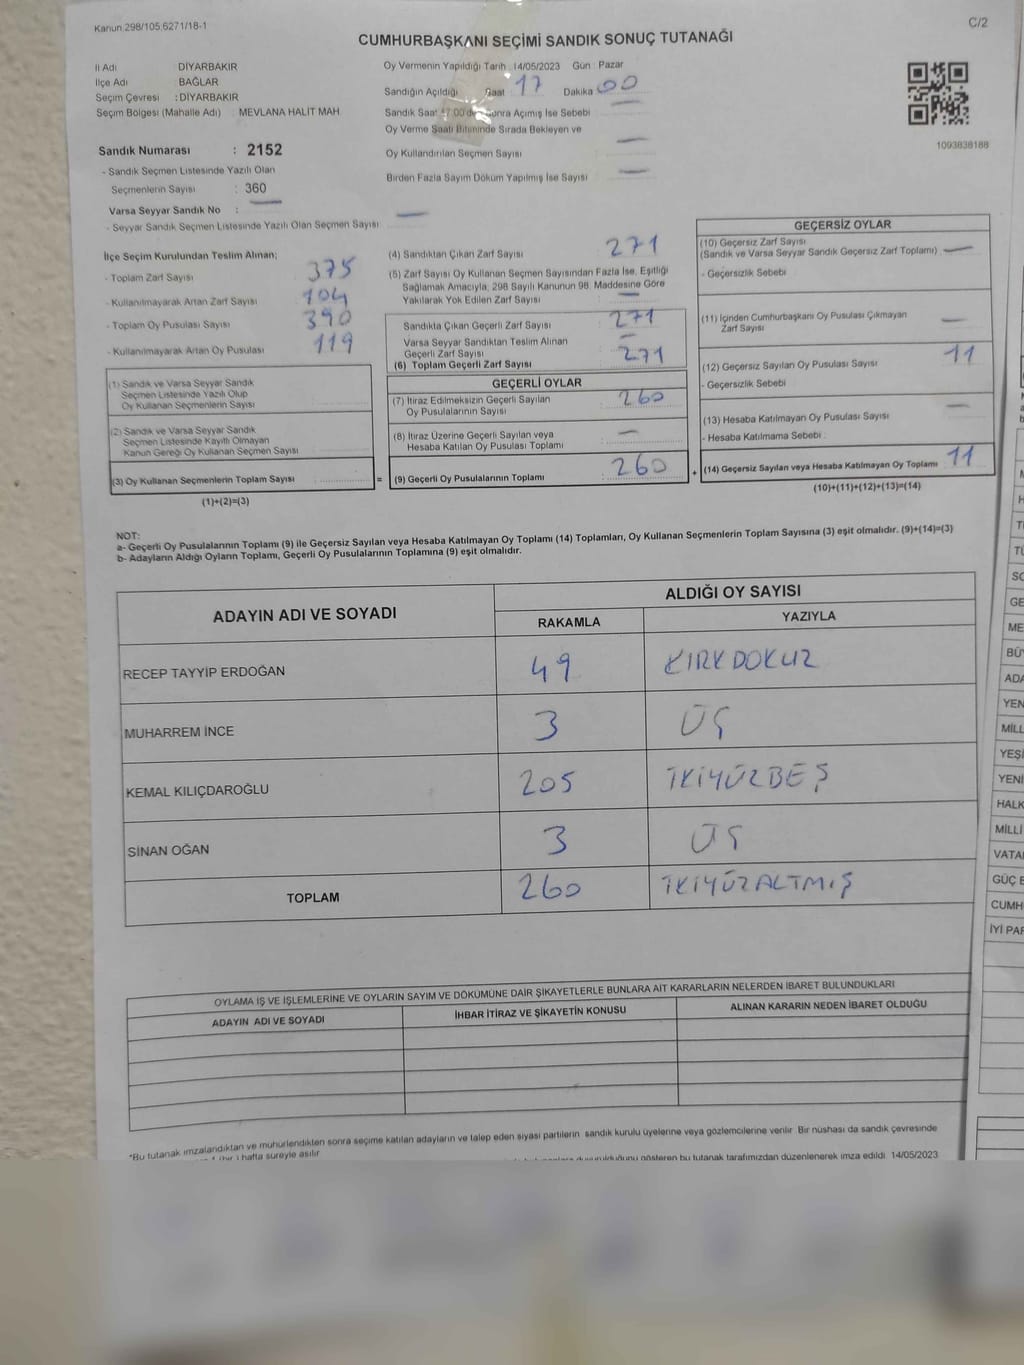 Kanun 298/105 6271/18-1
C/2
CUMHURBAŞKANI SEÇİMİ SANDIK SONUÇ TUTANAĞI
İl Adı : DİYARBAKIR
İlçe Adı : BAĞLAR
Seçim Çevresi : DİYARBAKIR
Seçim Bölgesi (Mahalle Adı) : MEVLANA HALİT MAH
Sandık Numarası : 2152
- Sandık Seçmen Listesinde Yazılı Olan
Seçmenlerin Sayısı : 360
Varsa Seyyar Sandık No : —
- Seyyar Sandık Seçmen Listesinde Yazılı Olan Seçmen Sayısı : —
Oy Vermenin Yapıldığı Tarih : 14/05/2023 Gün : Pazar
Sandığın Açıldığı Saat 17 Dakika 00
Sandık Saat 17:00 den Sonra Açımış İse Sebebi : —
Oy Verme Saati Bitiminde Sırada Bekleyen ve
Oy Kullandırılan Seçmen Sayısı : —
Birden Fazla Sayım Döküm Yapılmış İse Sayısı : —
1093838188
İlçe Seçim Kurulundan Teslim Alınan;
- Toplam Zarf Sayısı : 375
- Kullanılmayarak Artan Zarf Sayısı : 104
- Toplam Oy Pusulası Sayısı : 390
- Kullanılmayarak Artan Oy Pusulası : 119
(1) Sandık ve Varsa Seyyar Sandık
Seçmen Listesinde Yazılı Olup
Oy Kullanan Seçmenlerin Sayısı
(2) Sandık ve Varsa Seyyar Sandık
Seçmen Listesinde Kayıtlı Olmayan
Kanun Gereği Oy Kullanan Seçmen Sayısı
(3) Oy Kullanan Seçmenlerin Toplam Sayısı
(1)+(2)=(3)
=
(4) Sandıktan Çıkan Zarf Sayısı : 271
(5) Zarf Sayısı Oy Kullanan Seçmen Sayısından Fazla İse, Eşitliği
Sağlamak Amacıyla, 298 Sayılı Kanunun 98. Maddesine Göre
Yakılarak Yok Edilen Zarf Sayısı : —
Sandıkta Çıkan Geçerli Zarf Sayısı : 271
Varsa Seyyar Sandıktan Teslim Alınan
Geçerli Zarf Sayısı : —
(6) Toplam Geçerli Zarf Sayısı : 271
GEÇERLİ OYLAR
(7) İtiraz Edilmeksizin Geçerli Sayılan
Oy Pusulalarının Sayısı : 260
(8) İtiraz Üzerine Geçerli Sayılan veya
Hesaba Katılan Oy Pusulası Toplamı : —
(9) Geçerli Oy Pusulalarının Toplamı : 260
+
GEÇERSİZ OYLAR
(10) Geçersiz Zarf Sayısı
(Sandık ve Varsa Seyyar Sandık Geçersiz Zarf Toplamı) —
- Geçersizlik Sebebi
(11) İçinden Cumhurbaşkanı Oy Pusulası Çıkmayan
Zarf Sayısı —
(12) Geçersiz Sayılan Oy Pusulası Sayısı 11
- Geçersizlik Sebebi
(13) Hesaba Katılmayan Oy Pusulası Sayısı —
- Hesaba Katılmama Sebebi :
(14) Geçersiz Sayılan veya Hesaba Katılmayan Oy Toplamı 11
(10)+(11)+(12)+(13)=(14)
NOT:
a- Geçerli Oy Pusulalarının Toplamı (9) ile Geçersiz Sayılan veya Hesaba Katılmayan Oy Toplamı (14) Toplamları, Oy Kullanan Seçmenlerin Toplam Sayısına (3) eşit olmalıdır. (9)+(14)=(3)
b- Adayların Aldığı Oyların Toplamı, Geçerli Oy Pusulalarının Toplamına (9) eşit olmalıdır.
ADAYIN ADI VE SOYADI
ALDIĞI OY SAYISI
RAKAMLA YAZIYLA
RECEP TAYYİP ERDOĞAN 49 KIRKDOKUZ
MUHARREM İNCE 3 ÜÇ
KEMAL KILIÇDAROĞLU 205 İKİYÜZBEŞ
SİNAN OĞAN 3 ÜÇ
TOPLAM 260 İKİYÜZALTMIŞ
OYLAMA İŞ VE İŞLEMLERİNE VE OYLARIN SAYIM VE DÖKÜMÜNE DAİR ŞİKAYETLERLE BUNLARA AİT KARARLARIN NELERDEN İBARET BULUNDUKLARI
ADAYIN ADI VE SOYADI İHBAR İTİRAZ VE ŞİKAYETİN KONUSU ALINAN KARARIN NEDEN İBARET OLDUĞU
*Bu tutanak imzalandıktan ve mühürlendikten sonra seçime katılan adayların ve talep eden siyasi partilerin sandık kurulu üyelerine veya gözlemcilerine verilir. Bir nüshası da sandık çevresinde
hafta süreyle asılır
gösteren bu tutanak tarafımızdan düzenlenerek imza edildi. 14/05/2023